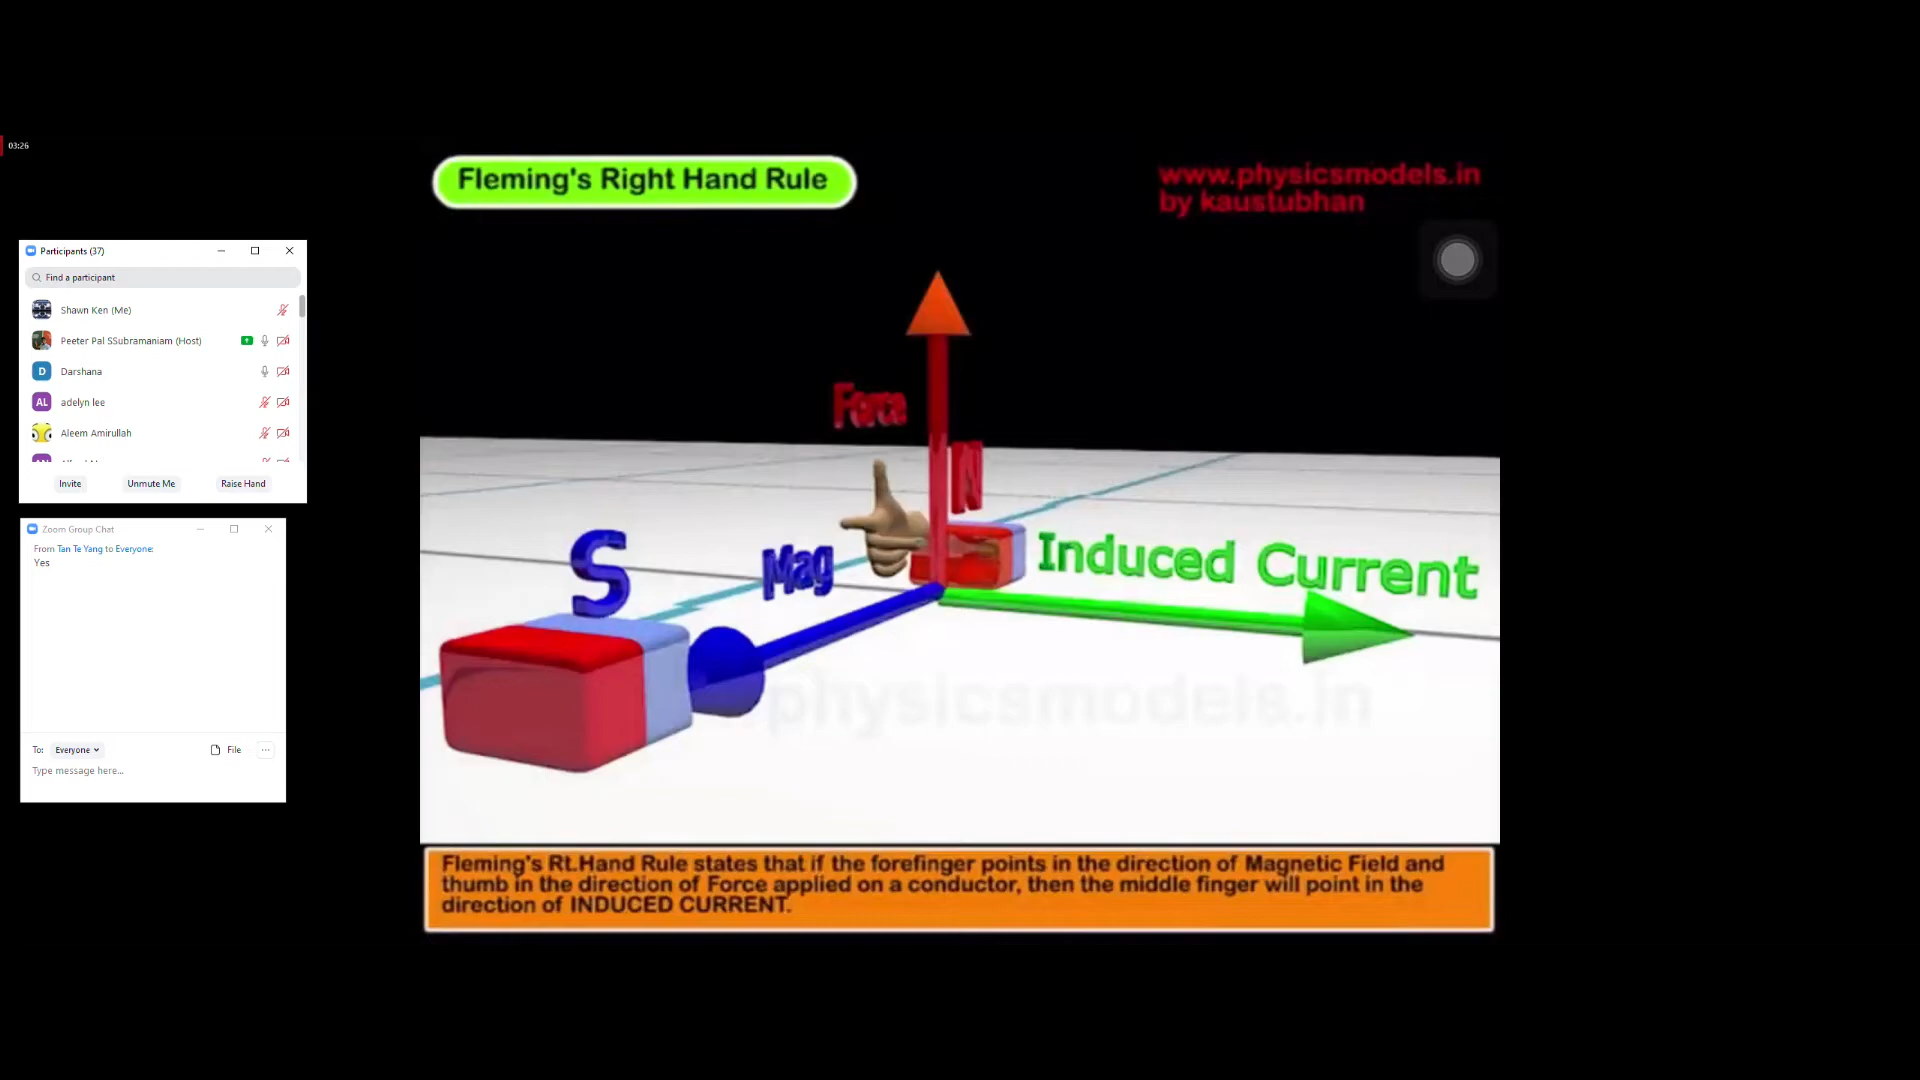 03:26
Fleming's Right Hand Rule
www.physicsmodels.in
by kaustubhan
Participants (37)
Find a participant
Shawn Ken (Me)
Peeter Pal SSubramaniam (Host)
D Darshana
AL adelyn lee
Aleem Amirullah
Invite Unmute Me Raise Hand
Zoom Group Chat
From Tan Te Yang to Everyone:
Yes
To: Everyone File
Type message here...
Force
N
S
Mag
Induced Current
physicsmodels.in
Fleming's Rt.Hand Rule states that if the forefinger points in the direction of Magnetic Field and
thumb in the direction of Force applied on a conductor, then the middle finger will point in the
direction of INDUCED CURRENT.